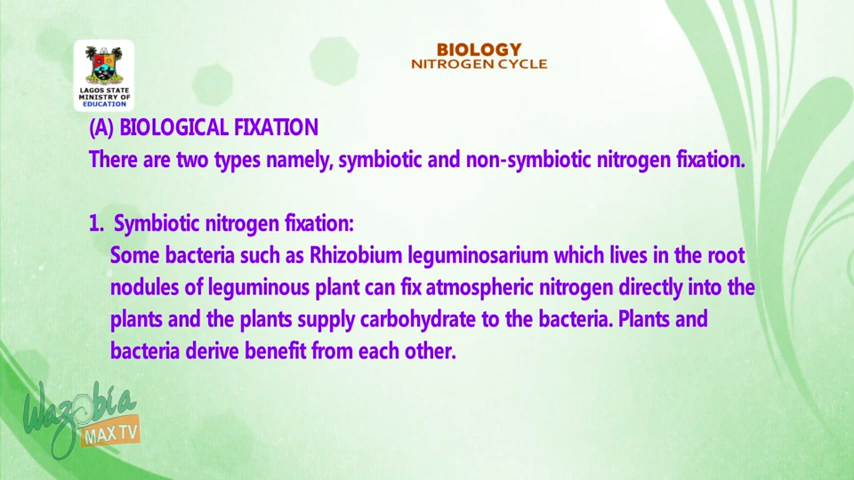 BIOLOGY
NITROGEN CYCLE
LAGOS STATE
MINISTRY OF
EDUCATION
(A) BIOLOGICAL FIXATION
There are two types namely, symbiotic and non-symbiotic nitrogen fixation.
1. Symbiotic nitrogen fixation:
Some bacteria such as Rhizobium leguminosarium which lives in the root
nodules of leguminous plant can fix atmospheric nitrogen directly into the
plants and the plants supply carbohydrate to the bacteria. Plants and
bacteria derive benefit from each other.
Wazobia
MAX TV